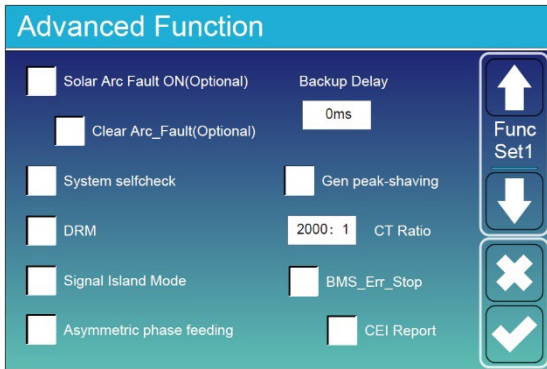 Advanced Function
Solar Arc Fault ON(Optional)
Backup Delay
Clear Arc_Fault(Optional)
0ms
Func
Set1
System selfcheck
Gen peak-shaving
DRM
2000: 1
CT Ratio
Signal Island Mode
BMS_Err_Stop
Asymmetric phase feeding
CEI Report